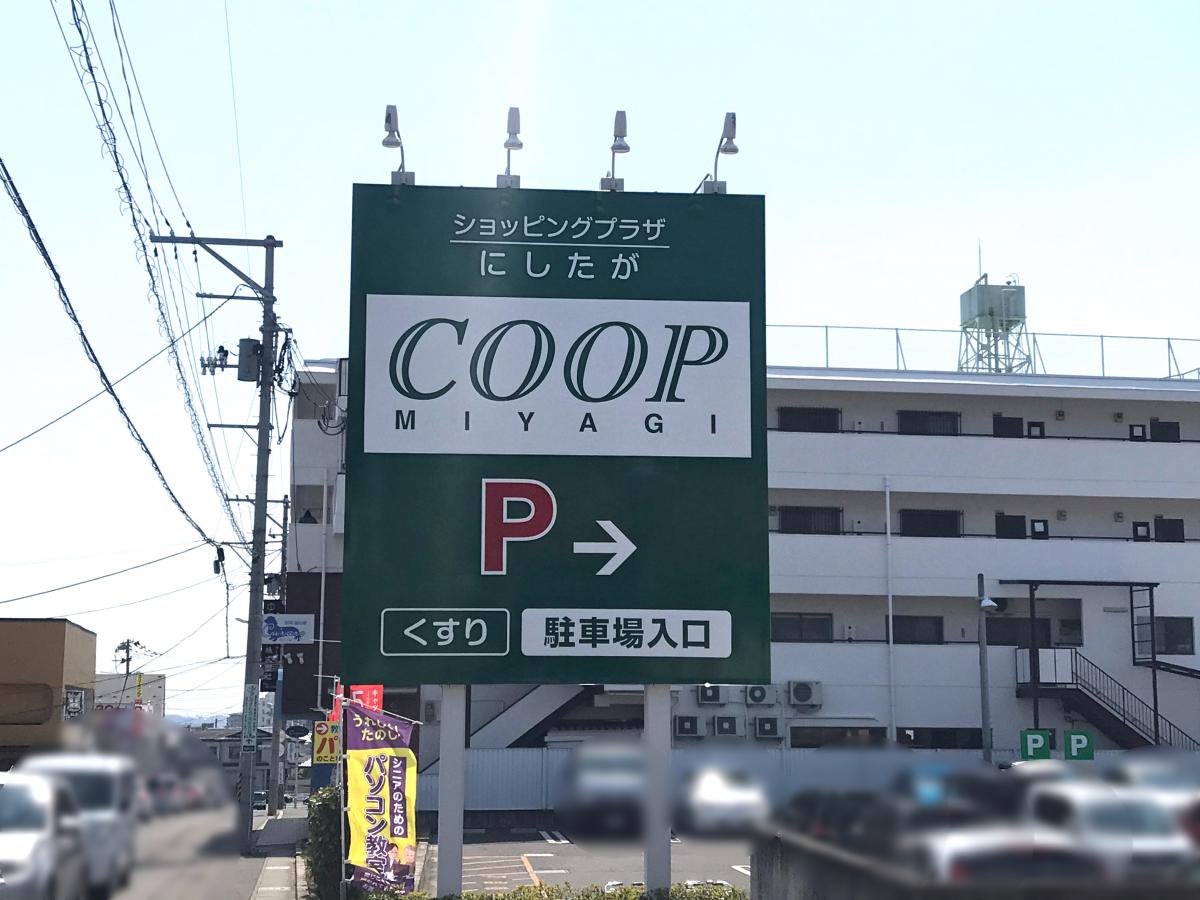 ショッピングプラザ
にしたが
COOP
MIYAGI
P→
くすり
駐車場入口
P
P
うれしい
たのしい
シニアのための
パソコン教室